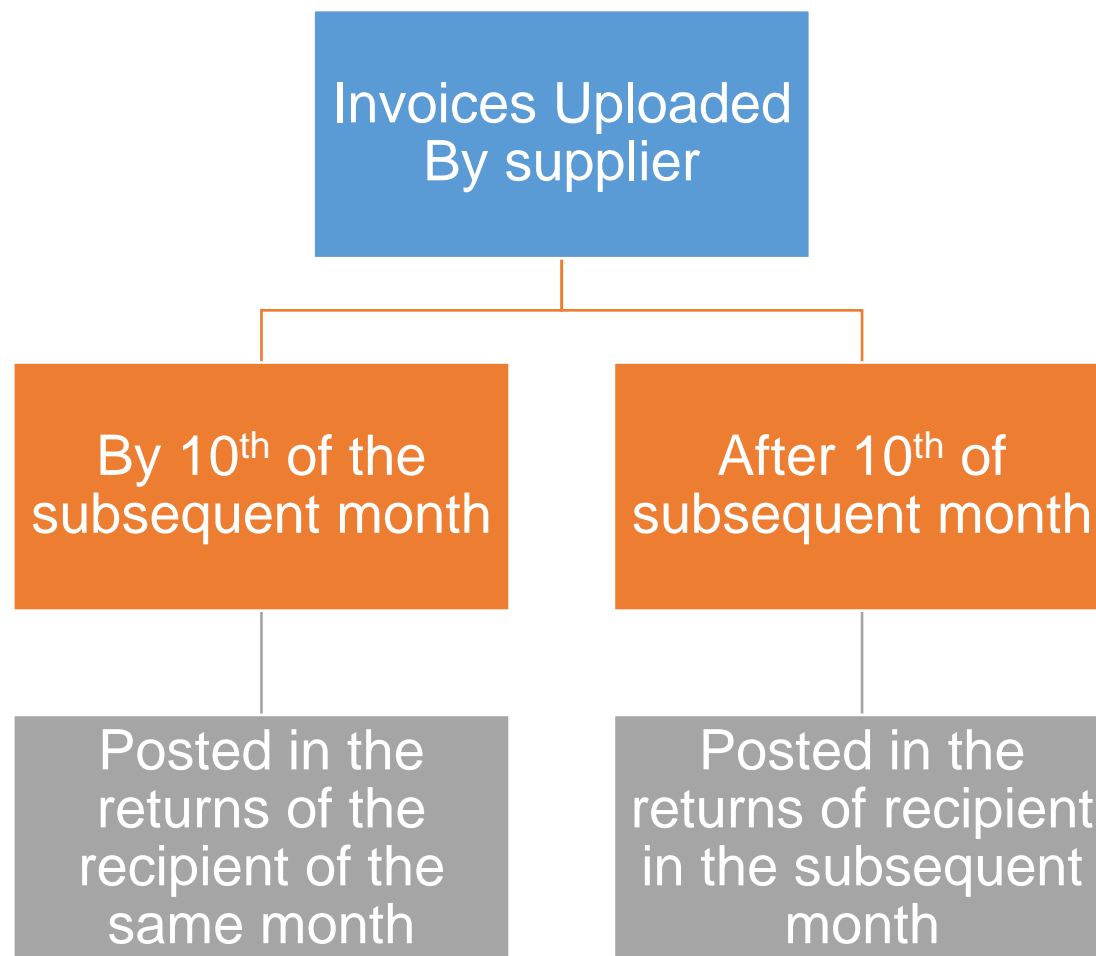 Invoices Uploaded
By supplier
By 10th of the
subsequent month
After 10th of
subsequent month
Posted in the
returns of the
recipient of the
same month
Posted in the
returns of recipient
in the subsequent
month